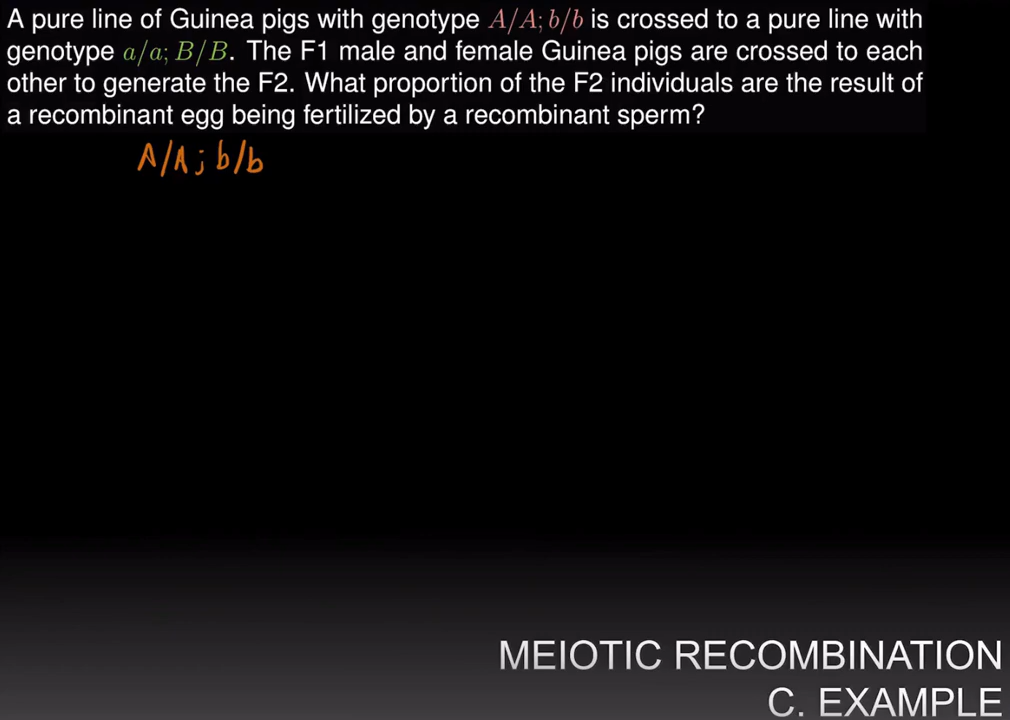 A pure line of Guinea pigs with genotype A/A; b/b is crossed to a pure line with
genotype a/a; B/B. The F1 male and female Guinea pigs are crossed to each
other to generate the F2. What proportion of the F2 individuals are the result of
a recombinant egg being fertilized by a recombinant sperm?
A/A; b/b
MEIOTIC RECOMBINATION
C. EXAMPLE